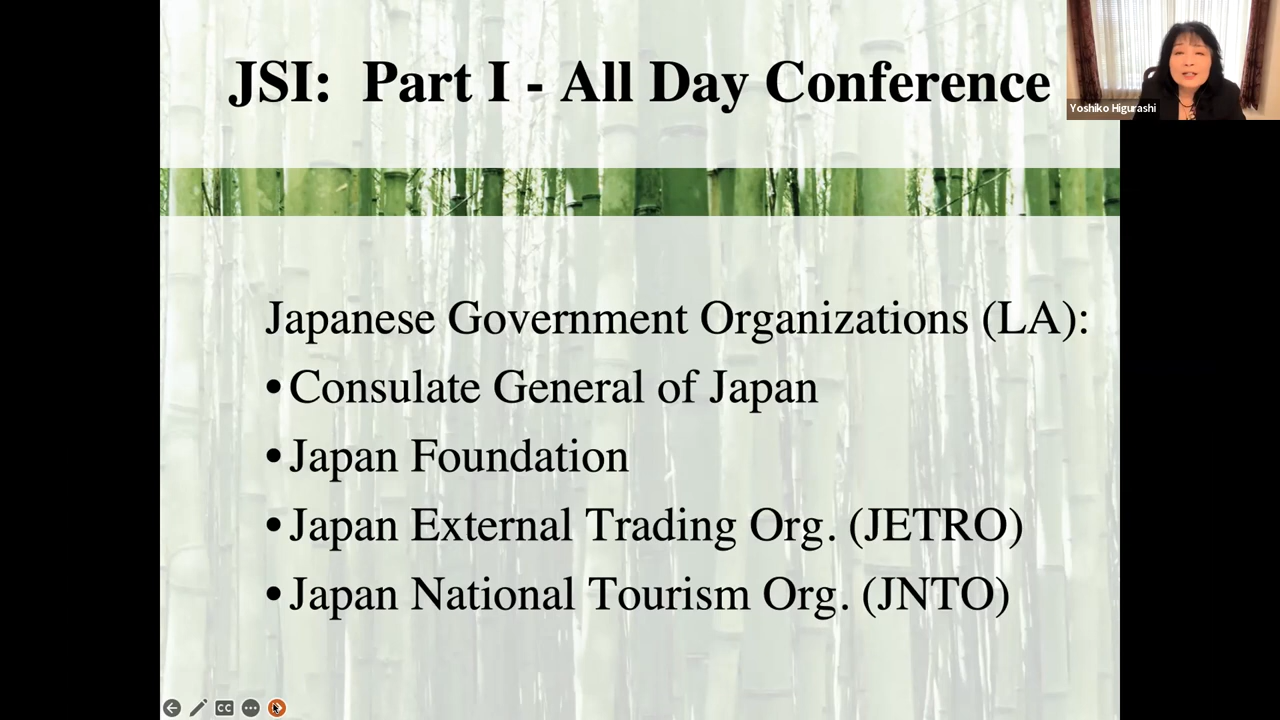 JSI:  Part I - All Day Conference
Yoshiko Higurashi
Japanese Government Organizations (LA):
•Consulate General of Japan
•Japan Foundation
•Japan External Trading Org. (JETRO)
•Japan National Tourism Org. (JNTO)
CC